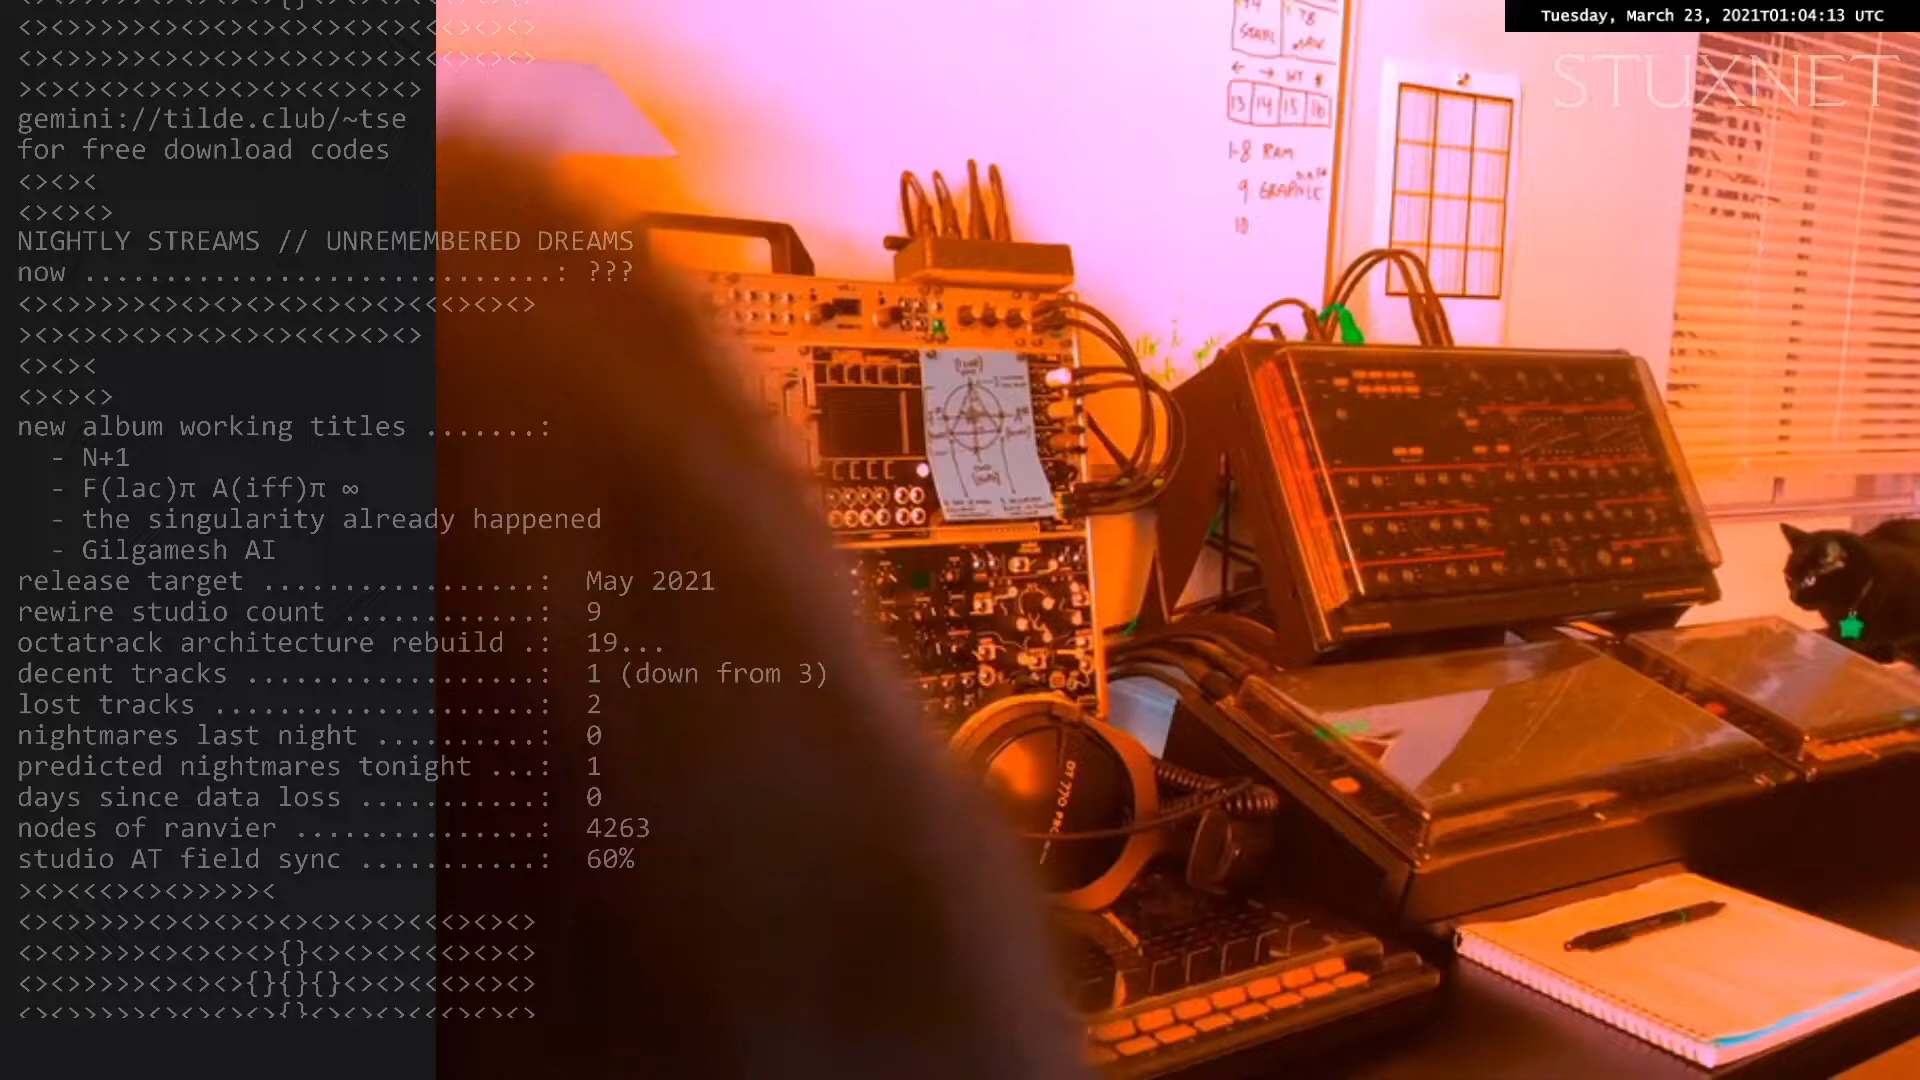 <><>>>>><><><><>{}<><><><<<><><>
<><>>>>><><><><><><><><><<<><><>
<><>>>>><><><><><><><><><<<><><>
><><><><>><><><><><<<><><>
gemini://tilde.club/~tse
for free download codes
<><><
<><><>
NIGHTLY STREAMS // UNREMEMBERED DREAMS
now .............................: ???
<><>>>>><><><><><><><><><<<><><>
><><><><>><><><><><<<><><>
<><><
<><><>
new album working titles .......:
- N+1
- F(lac)π A(iff)π ∞
- the singularity already happened
- Gilgamesh AI
release target .................: May 2021
rewire studio count ............: 9
octatrack architecture rebuild .: 19...
decent tracks ..................: 1 (down from 3)
lost tracks ....................: 2
nightmares last night ..........: 0
predicted nightmares tonight ...: 1
days since data loss ...........: 0
nodes of ranvier ...............: 4263
studio AT field sync ...........: 60%
><><<<><><>>>>><
<><>>>>><><><><><><><><><<<><><>
<><>>>>><><><><>{}<><><><<<><><>
<><>>>>><><><>{}{}{}<><><<<><><>
<><>>>>><><><><>{}<><><><<<><><>
Tuesday, March 23, 2021T01:04:13 UTC
STUXNET
13 14 15 16
1-8 RAM
9
10
DT 770 PRO